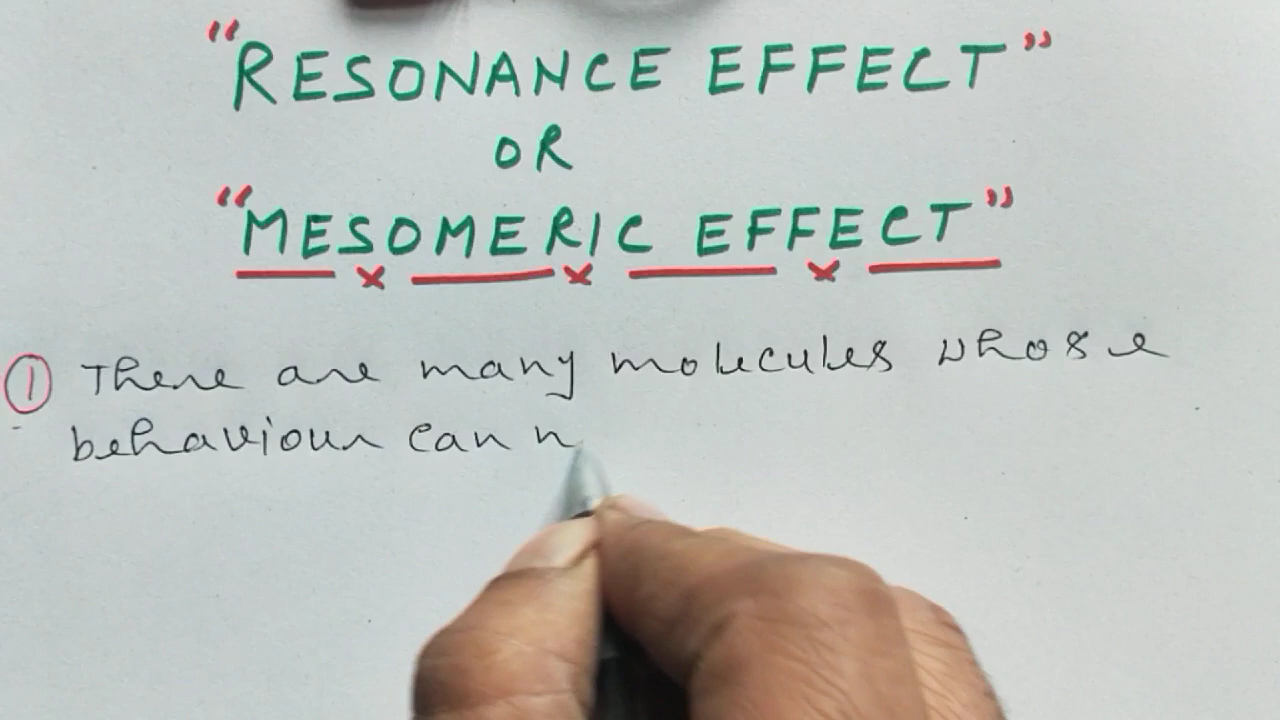 "RESONANCE EFFECT"
OR
"MESOMERIC EFFECT"
① There are many molecules whose
behaviour can n